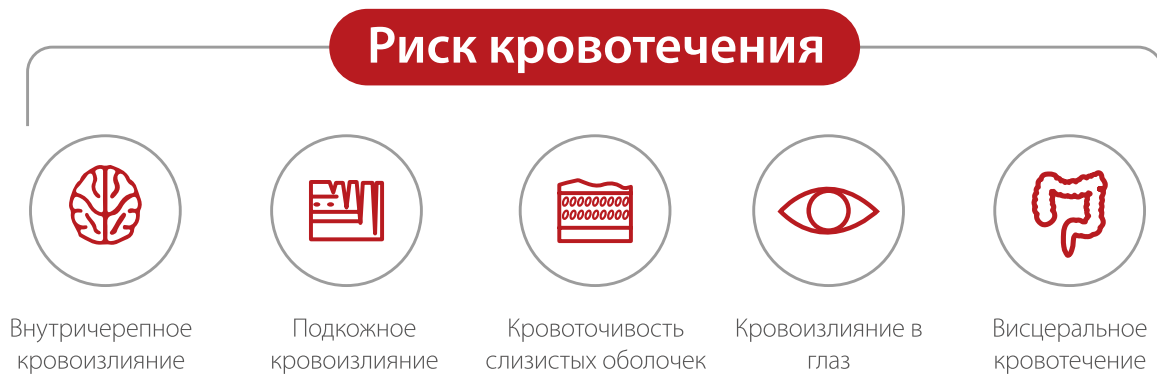 Риск кровотечения
Внутричерепное
кровоизлияние
Подкожное
кровоизлияние
Кровоточивость
слизистых оболочек
Кровоизлияние в
глаз
Висцеральное
кровотечение